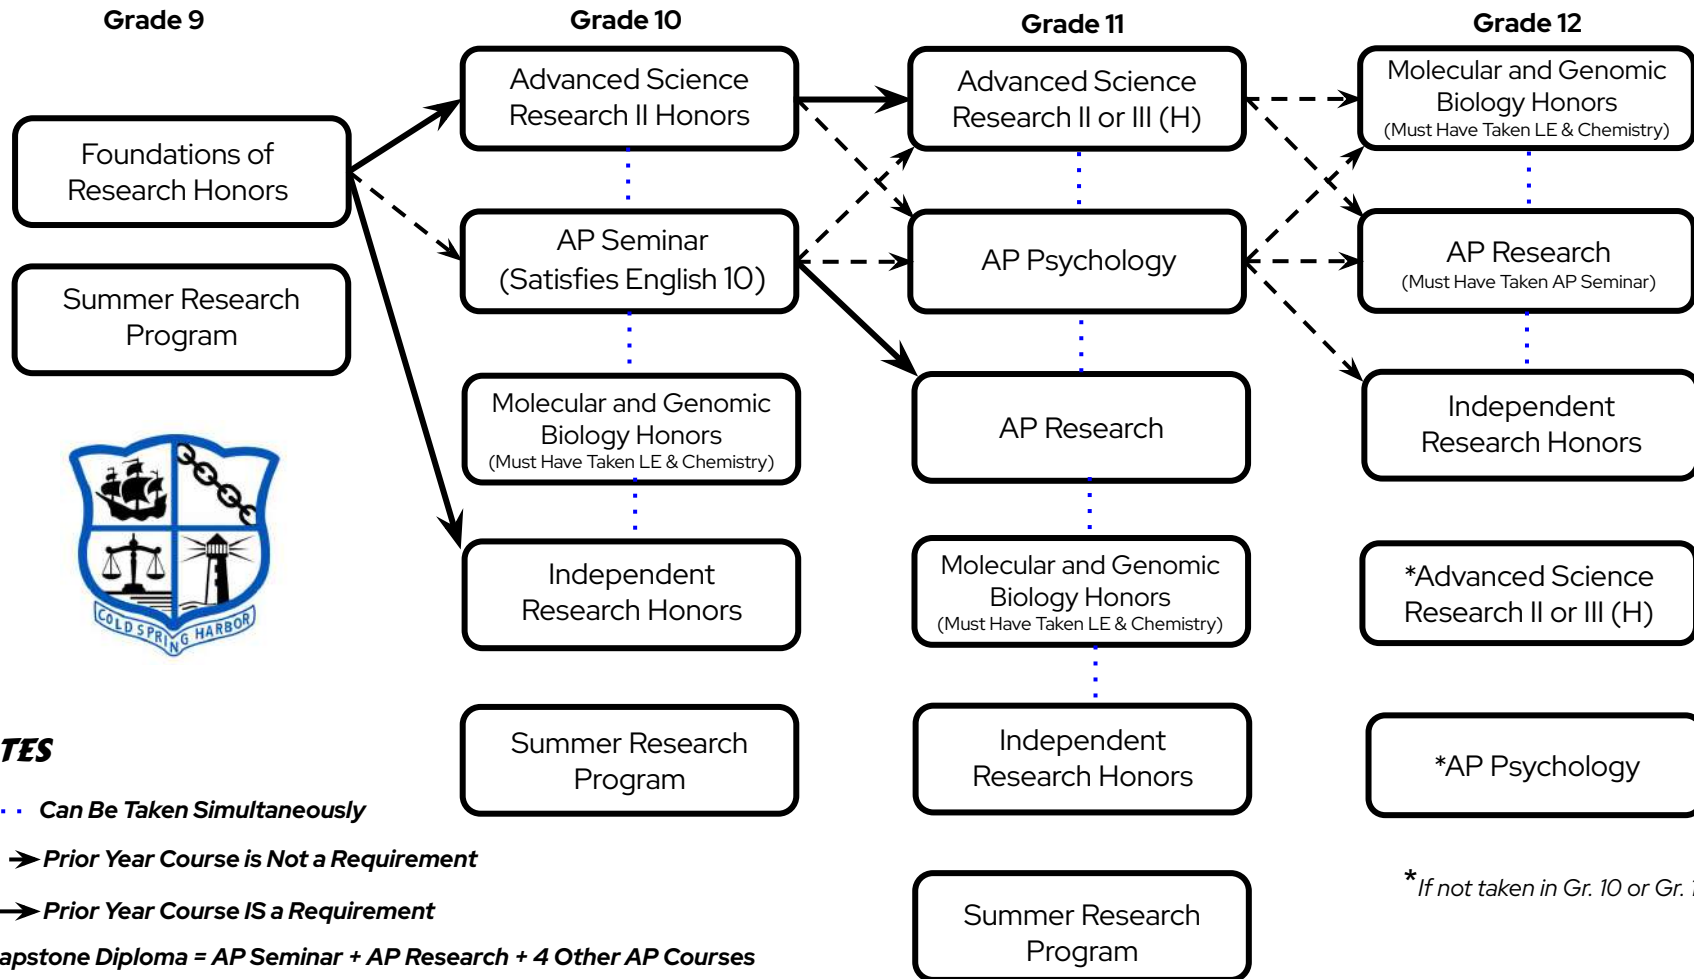 Grade 9
Foundations of
Research Honors
Summer Research
Program
COLD SPRING HARBOR
Grade 10
Advanced Science
Research II Honors
AP Seminar
(Satisfies English 10)
Molecular and Genomic
Biology Honors
(Must Have Taken LE & Chemistry)
Independent
Research Honors
Summer Research
Program
Grade 11
Advanced Science
Research II or III (H)
AP Psychology
AP Research
Molecular and Genomic
Biology Honors
(Must Have Taken LE & Chemistry)
Independent
Research Honors
Summer Research
Program
Grade 12
Molecular and Genomic
Biology Honors
(Must Have Taken LE & Chemistry)
AP Research
(Must Have Taken AP Seminar)
Independent
Research Honors
*Advanced Science
Research II or III (H)
*AP Psychology
*If not taken in Gr. 10 or Gr.
TES
Can Be Taken Simultaneously
Prior Year Course is Not a Requirement
Prior Year Course IS a Requirement
apstone Diploma = AP Seminar + AP Research + 4 Other AP Courses